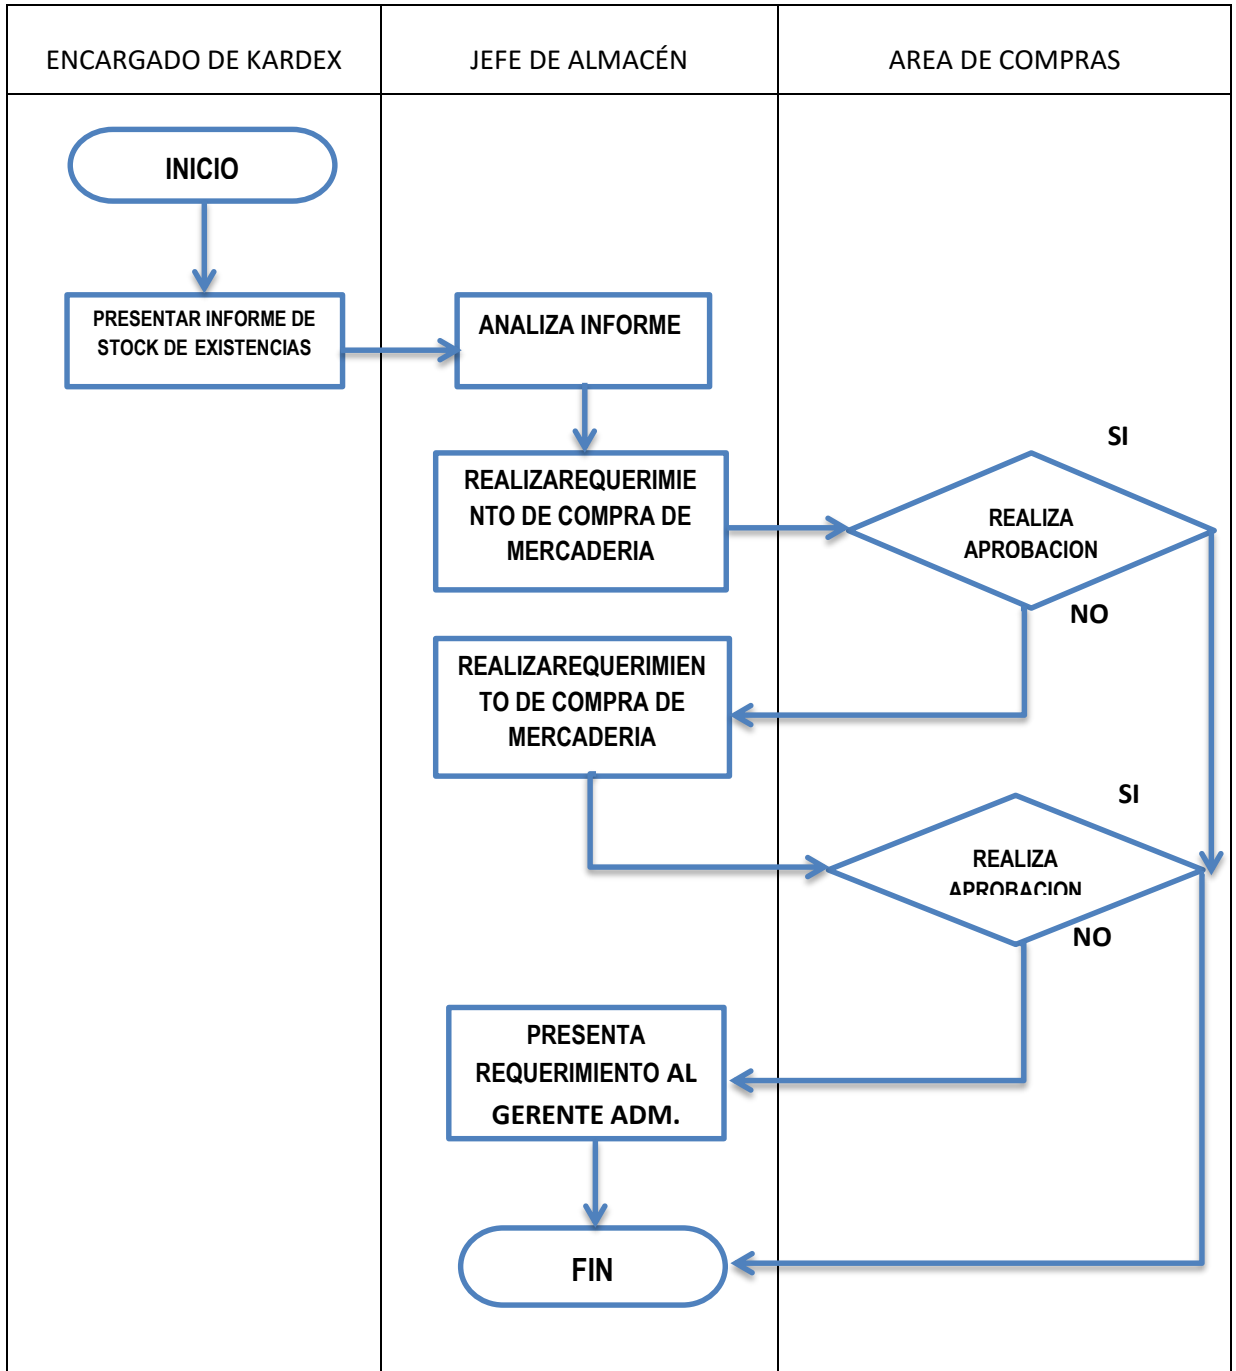 ENCARGADO DE KARDEX
JEFE DE ALMACÉN
AREA DE COMPRAS
INICIO
PRESENTAR INFORME DE
STOCK DE EXISTENCIAS
ANALIZA INFORME
SI
REALIZAREQUERIMIE
NTO DE COMPRA DE
MERCADERIA
REALIZA
APROBACION
NO
REALIZAREQUERIMIEN
TO DE COMPRA DE
MERCADERIA
SI
REALIZA
APROBACION
NO
PRESENTA
REQUERIMIENTO AL
GERENTE ADM.
FIN